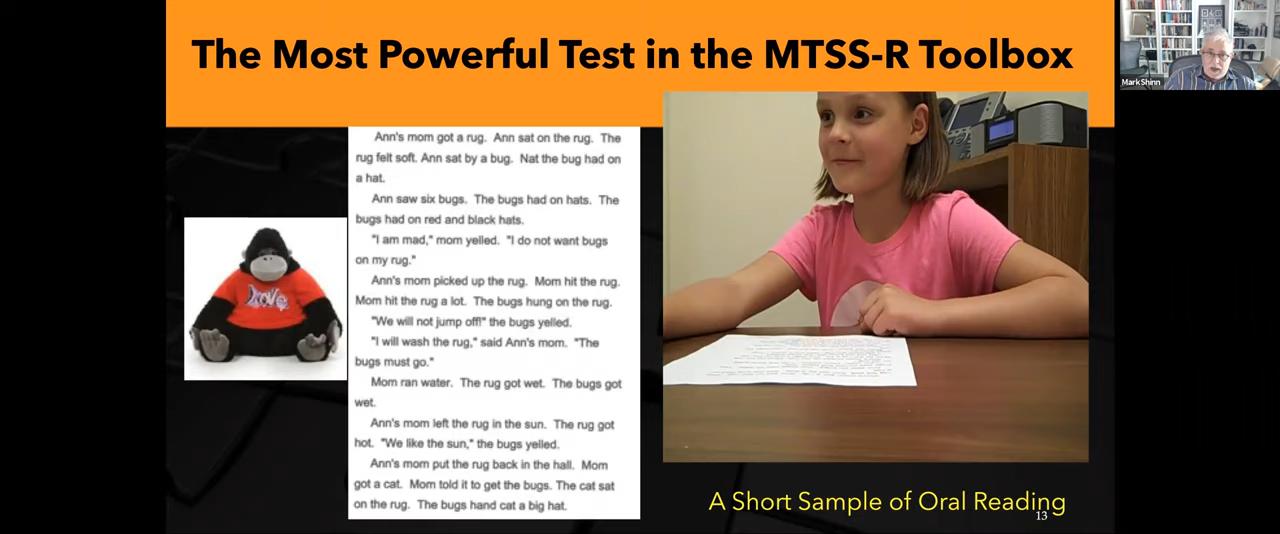 The Most Powerful Test in the MTSS-R Toolbox
Mark Shinn
Ann's mom got a rug. Ann sat on the rug. The
rug felt soft. Ann sat by a bug. Nat the bug had on
a hat.
Ann saw six bugs. The bugs had on hats. The
bugs had on red and black hats.
"I am mad," mom yelled. "I do not want bugs
on my rug."
Ann's mom picked up the rug. Mom hit the rug.
Mom hit the rug a lot. The bugs hung on the rug.
"We will not jump off!" the bugs yelled.
"I will wash the rug," said Ann's mom. "The
bugs must go."
Mom ran water. The rug got wet. The bugs got
wet.
Ann's mom left the rug in the sun. The rug got
hot. "We like the sun," the bugs yelled.
Ann's mom put the rug back in the hall. Mom
got a cat. Mom told it to get the bugs. The cat sat
on the rug. The bugs hand cat a big hat.
Love
A Short Sample of Oral Reading
13